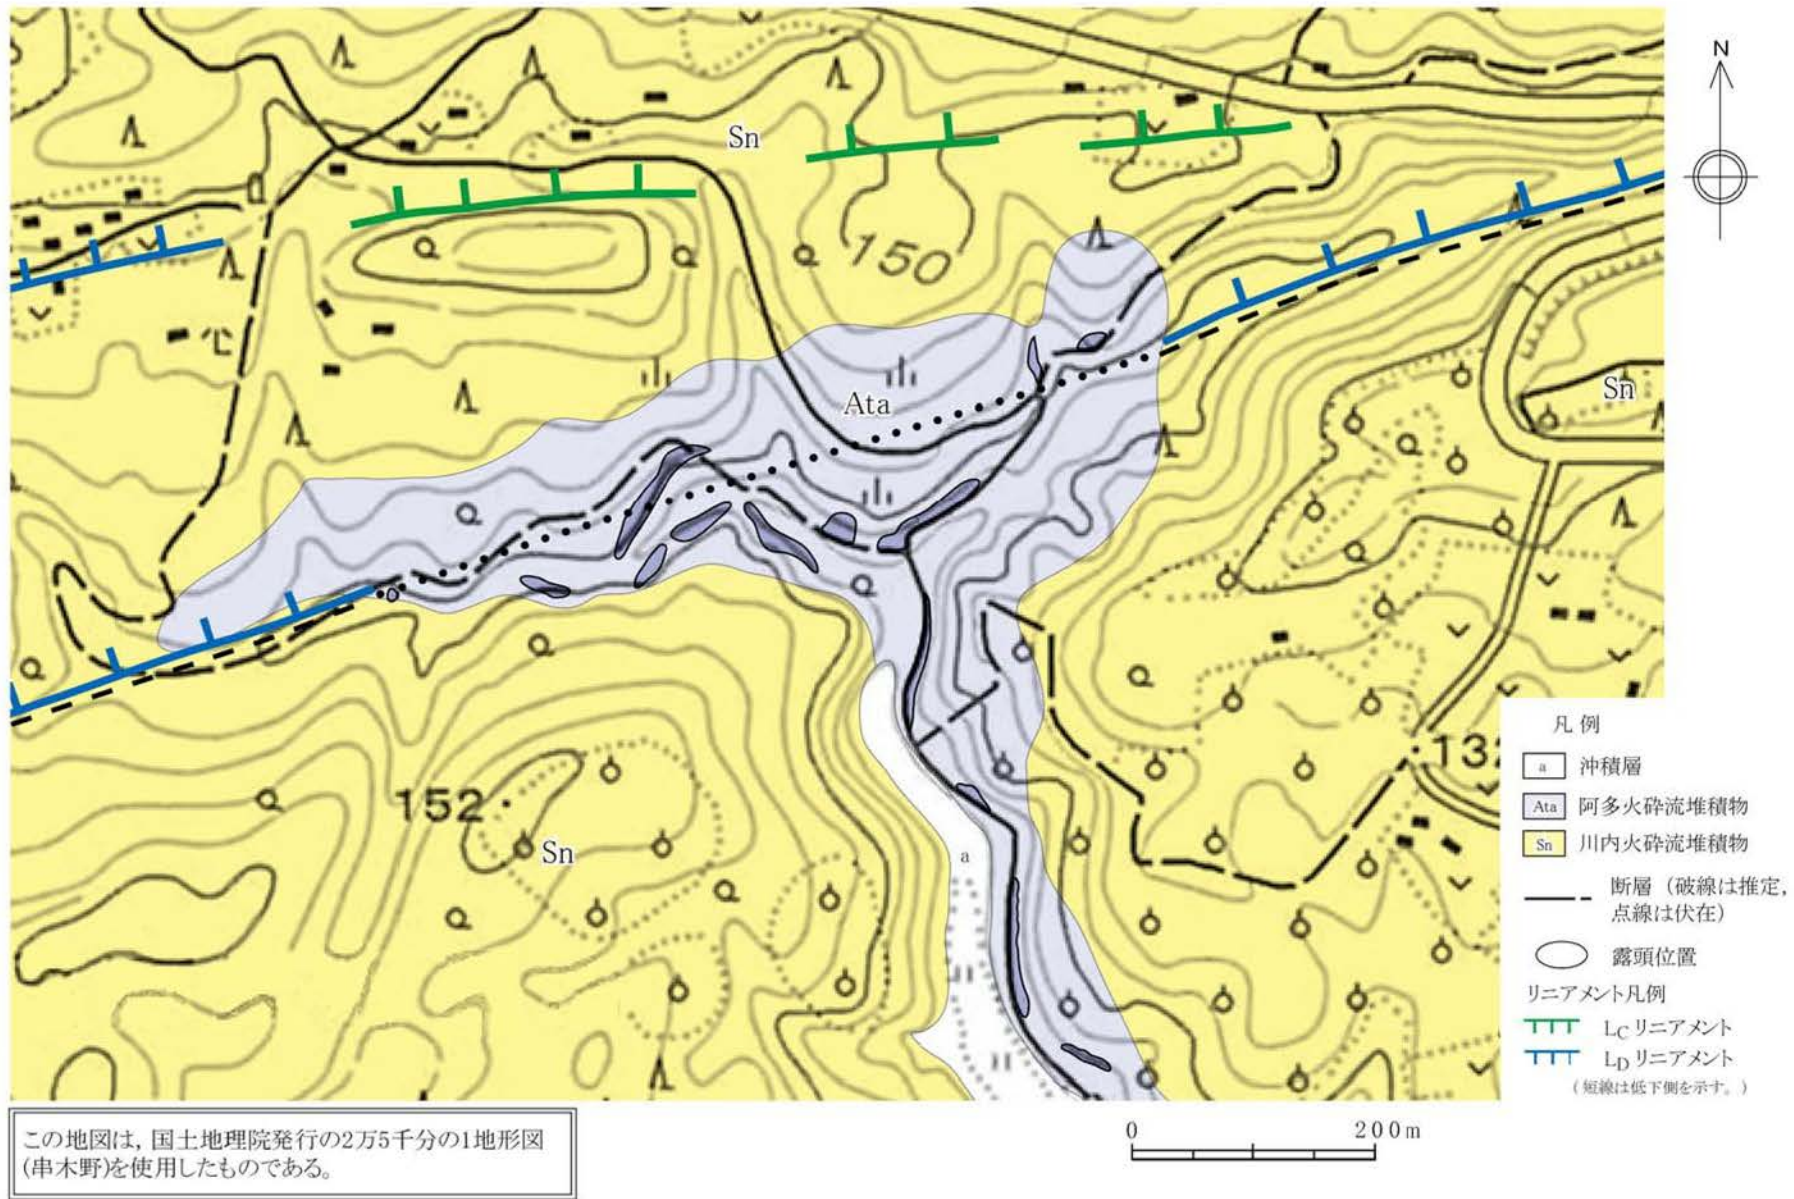 N
Sn
150
Ata
Sn
152
Sn
a
凡例
a 沖積層
Ata 阿多火砕流堆積物
Sn 川内火砕流堆積物
断層（破線は推定,
点線は伏在）
露頭位置
リニアメント凡例
LC リニアメント
LD リニアメント
（短線は低下側を示す。）
この地図は, 国土地理院発行の2万5千分の1地形図
(串木野)を使用したものである。
0 200m